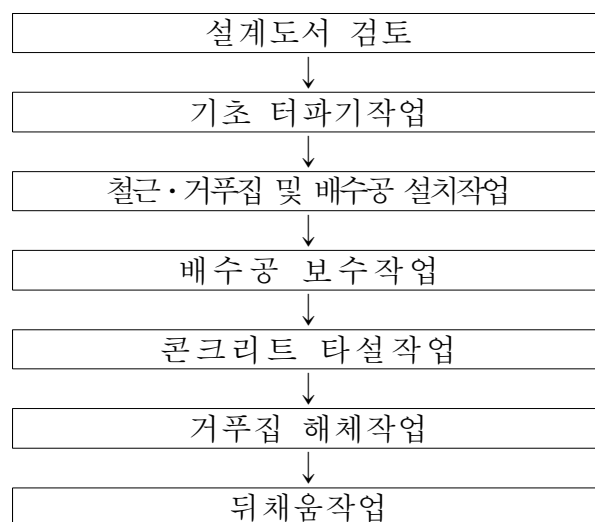 설계도서 검토
기초 터파기작업
철근·거푸집 및 배수공 설치작업
배수공 보수작업
콘크리트 타설작업
거푸집 해체작업
뒤채움작업